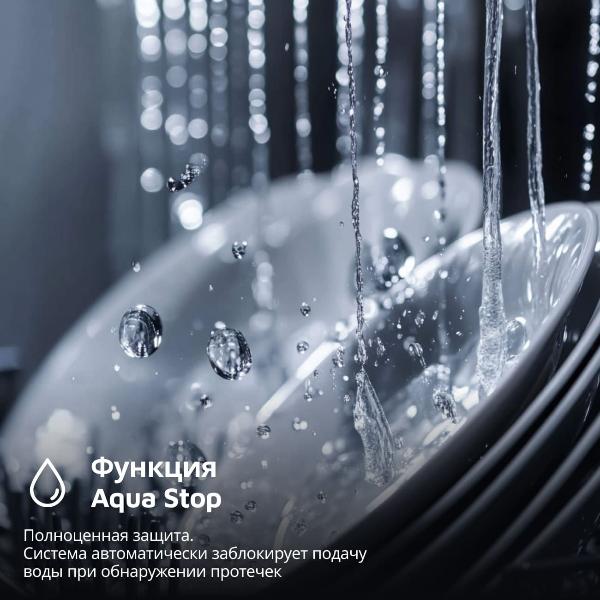 Функция
Aqua Stop
Полноценная защита.
Система автоматически заблокирует подачу
воды при обнаружении протечек